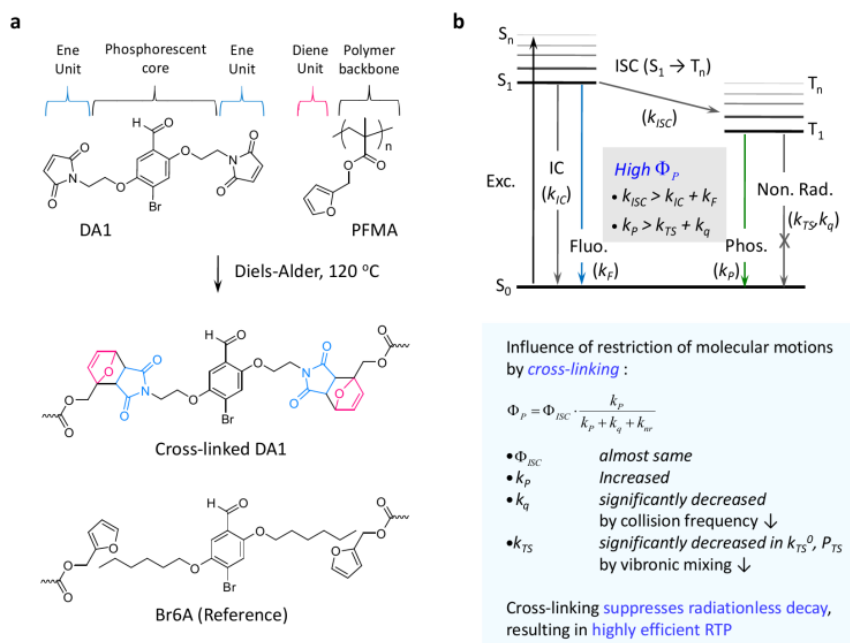 a
Ene Unit
Phosphorescent core
Ene Unit
Diene Unit
Polymer backbone
O
H
O
N
O
O
Br
O
N
O
O
n
O
O
O
DA1
PFMA
Diels-Alder, 120 °C
O
O
O
O
N
O
O
O
H
O
Br
O
N
O
O
O
O
O
Cross-linked DA1
O
O
O
O
O
H
O
Br
O
O
O
O
Br6A (Reference)
b
Sn
S1
ISC (S1 → Tn)
(kISC)
Tn
T1
Exc.
IC
(kIC)
High ΦP
• kISC > kIC + kF
• kP > kTS + kq
Non. Rad.
(kTS,kq)
Fluo.
(kF)
Phos.
(kP)
S0
Influence of restriction of molecular motions
by cross-linking :
ΦP = ΦISC · kP / (kP + kq + knr)
•ΦISC almost same
•kP Increased
•kq significantly decreased
by collision frequency ↓
•kTS significantly decreased in kTS0, PTS
by vibronic mixing ↓
Cross-linking suppresses radiationless decay,
resulting in highly efficient RTP